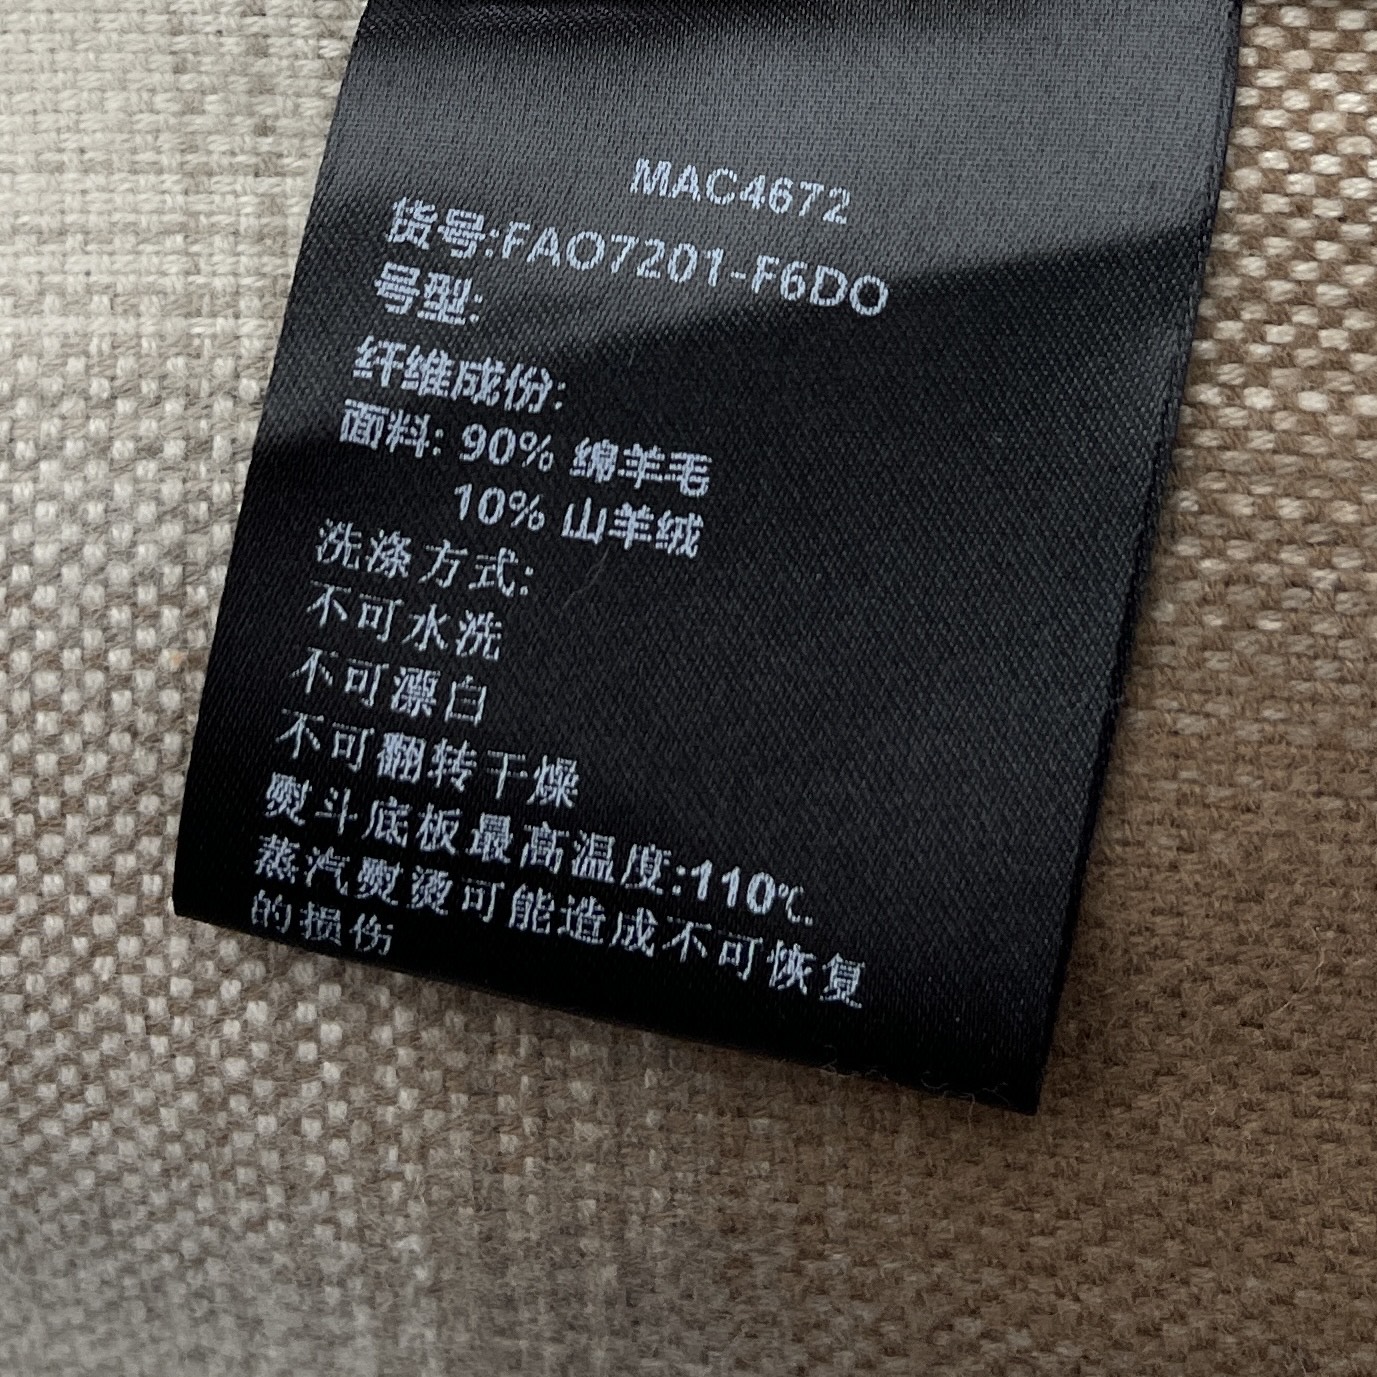 MAC4672
货号:FAO7201-F6DO
号型:
纤维成份:
面料: 90% 绵羊毛
10% 山羊绒
洗涤方式:
不可水洗
不可漂白
不可翻转干燥
熨斗底板最高温度:110℃.
蒸汽熨烫可能造成不可恢复
的损伤